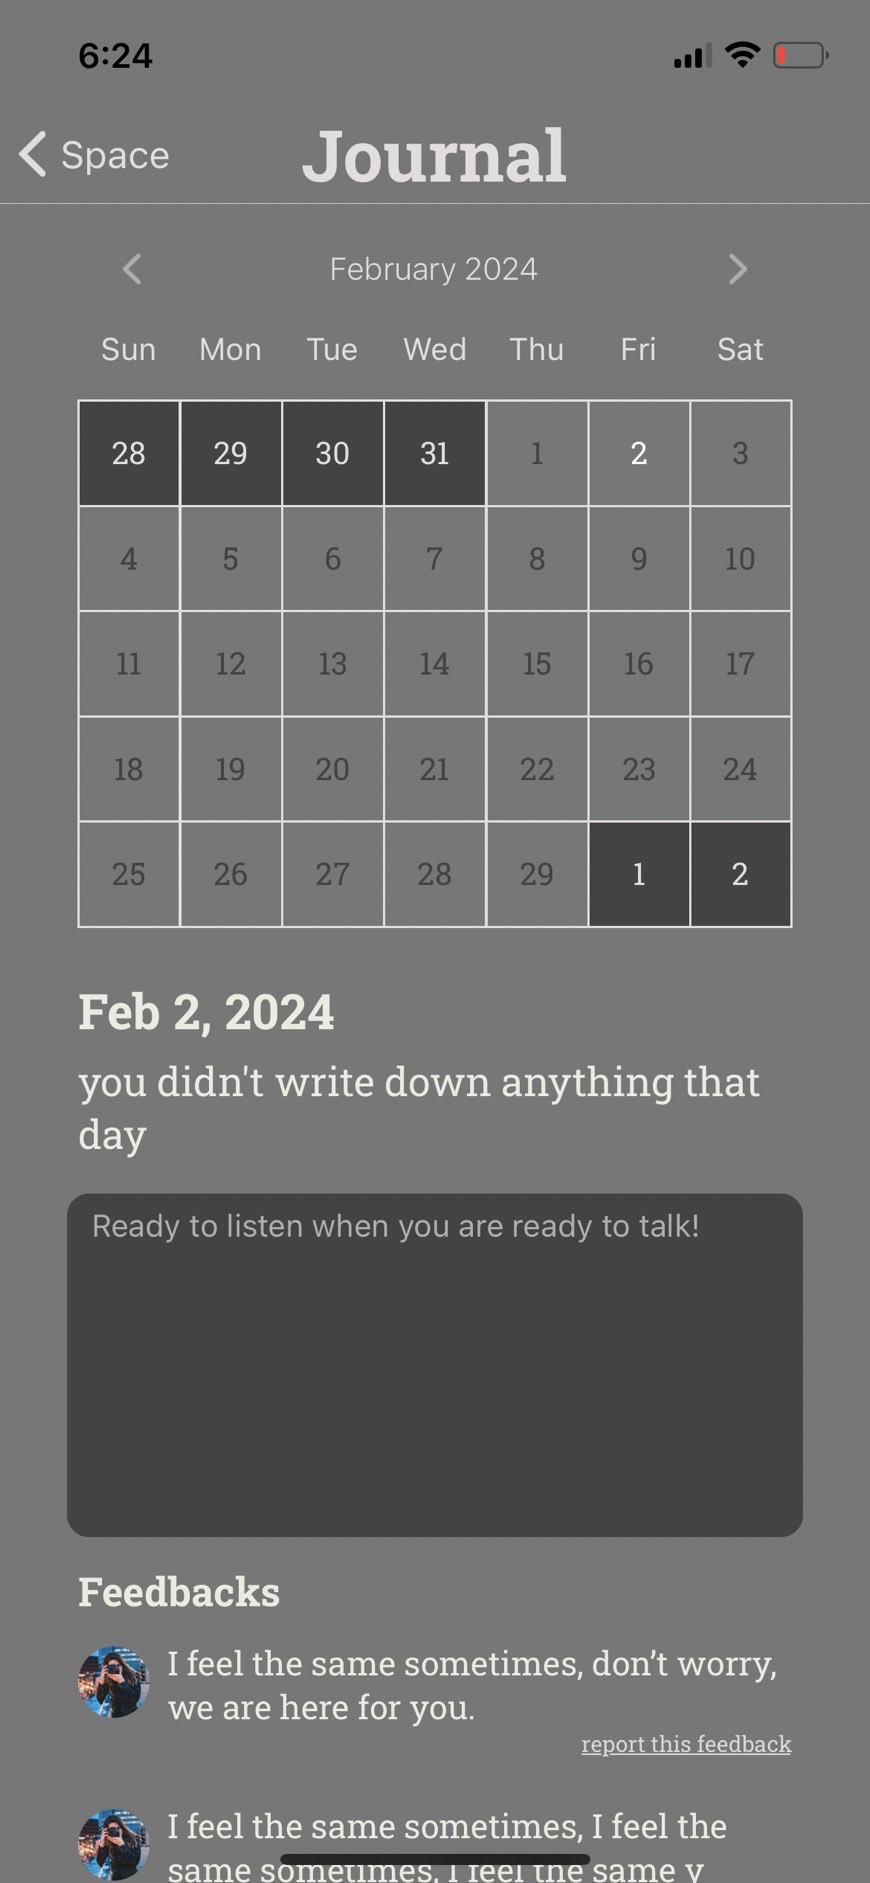 6:24
Space
Journal
February 2024
Sun Mon Tue Wed Thu Fri Sat
28 29 30 31 1 2 3
4 5 6 7 8 9 10
11 12 13 14 15 16 17
18 19 20 21 22 23 24
25 26 27 28 29 1 2
Feb 2, 2024
you didn't write down anything that
day
Ready to listen when you are ready to talk!
Feedbacks
I feel the same sometimes, don’t worry,
we are here for you.
report this feedback
I feel the same sometimes, I feel the
same sometimes, I feel the same y